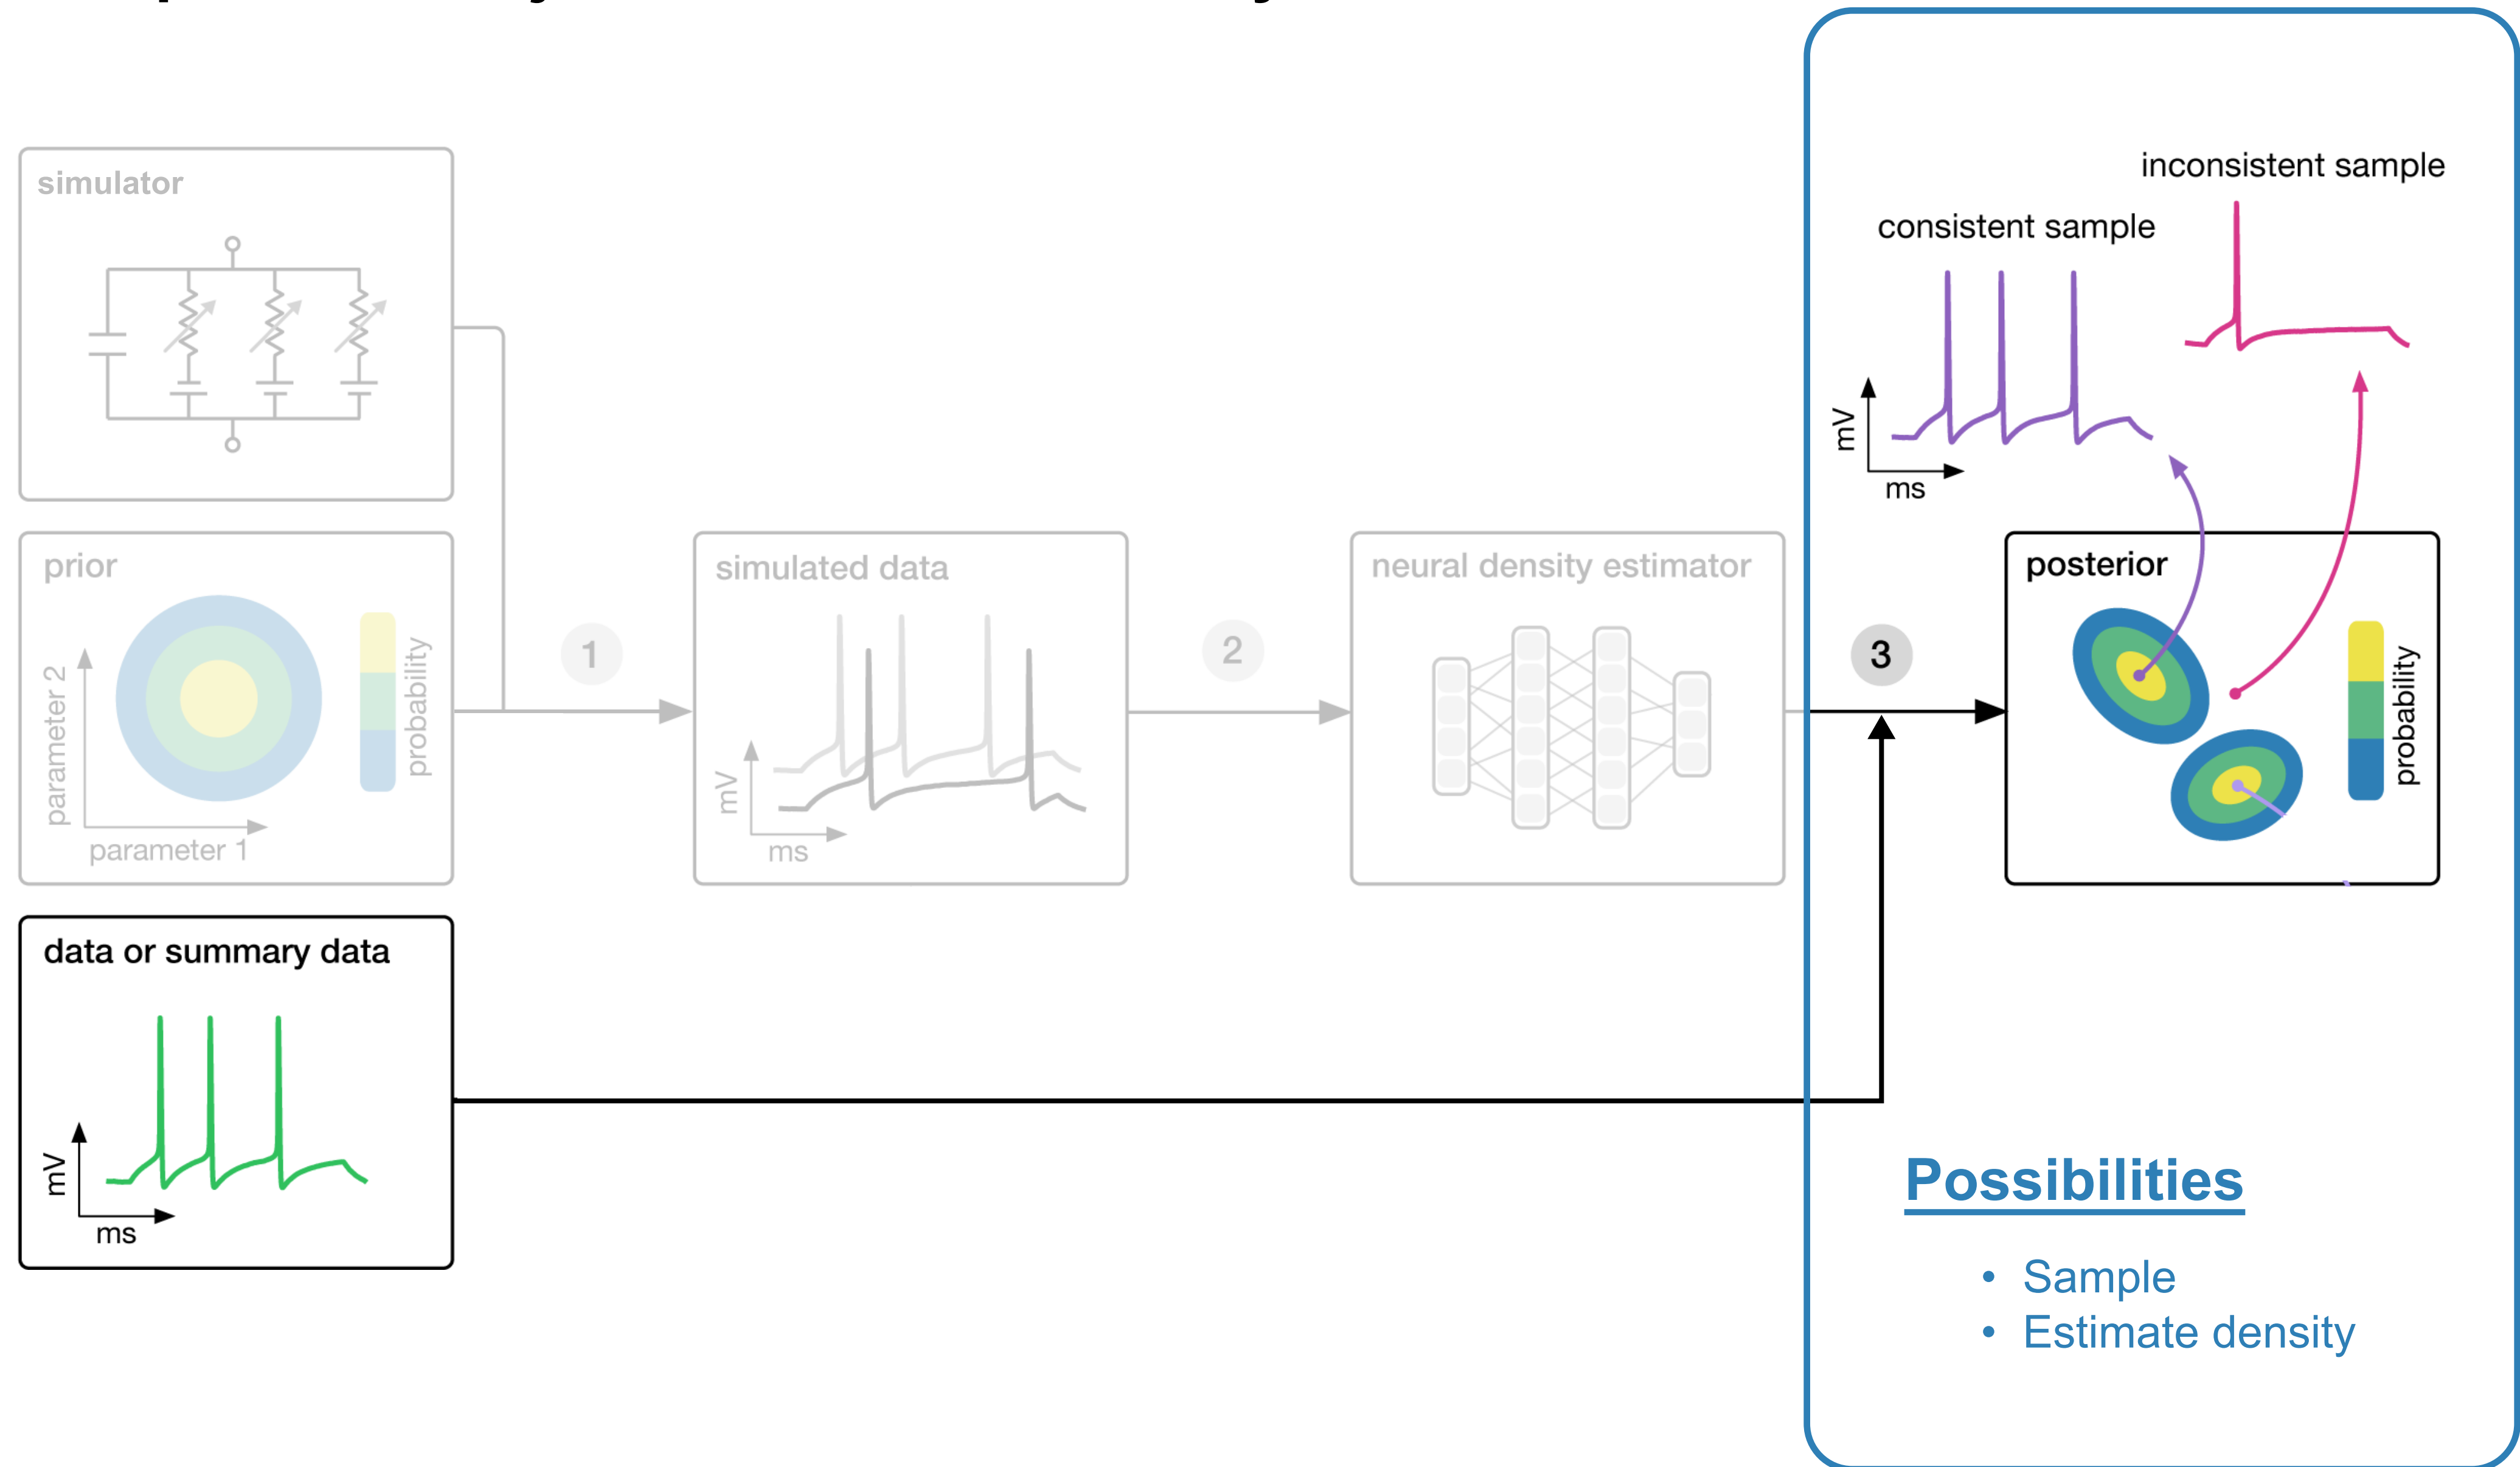 simulator
prior
parameter 2
parameter 1
probability
1
simulated data
mV
ms
2
neural density estimator
3
inconsistent sample
consistent sample
mV
ms
posterior
probability
data or summary data
mV
ms
Possibilities
• Sample
• Estimate density